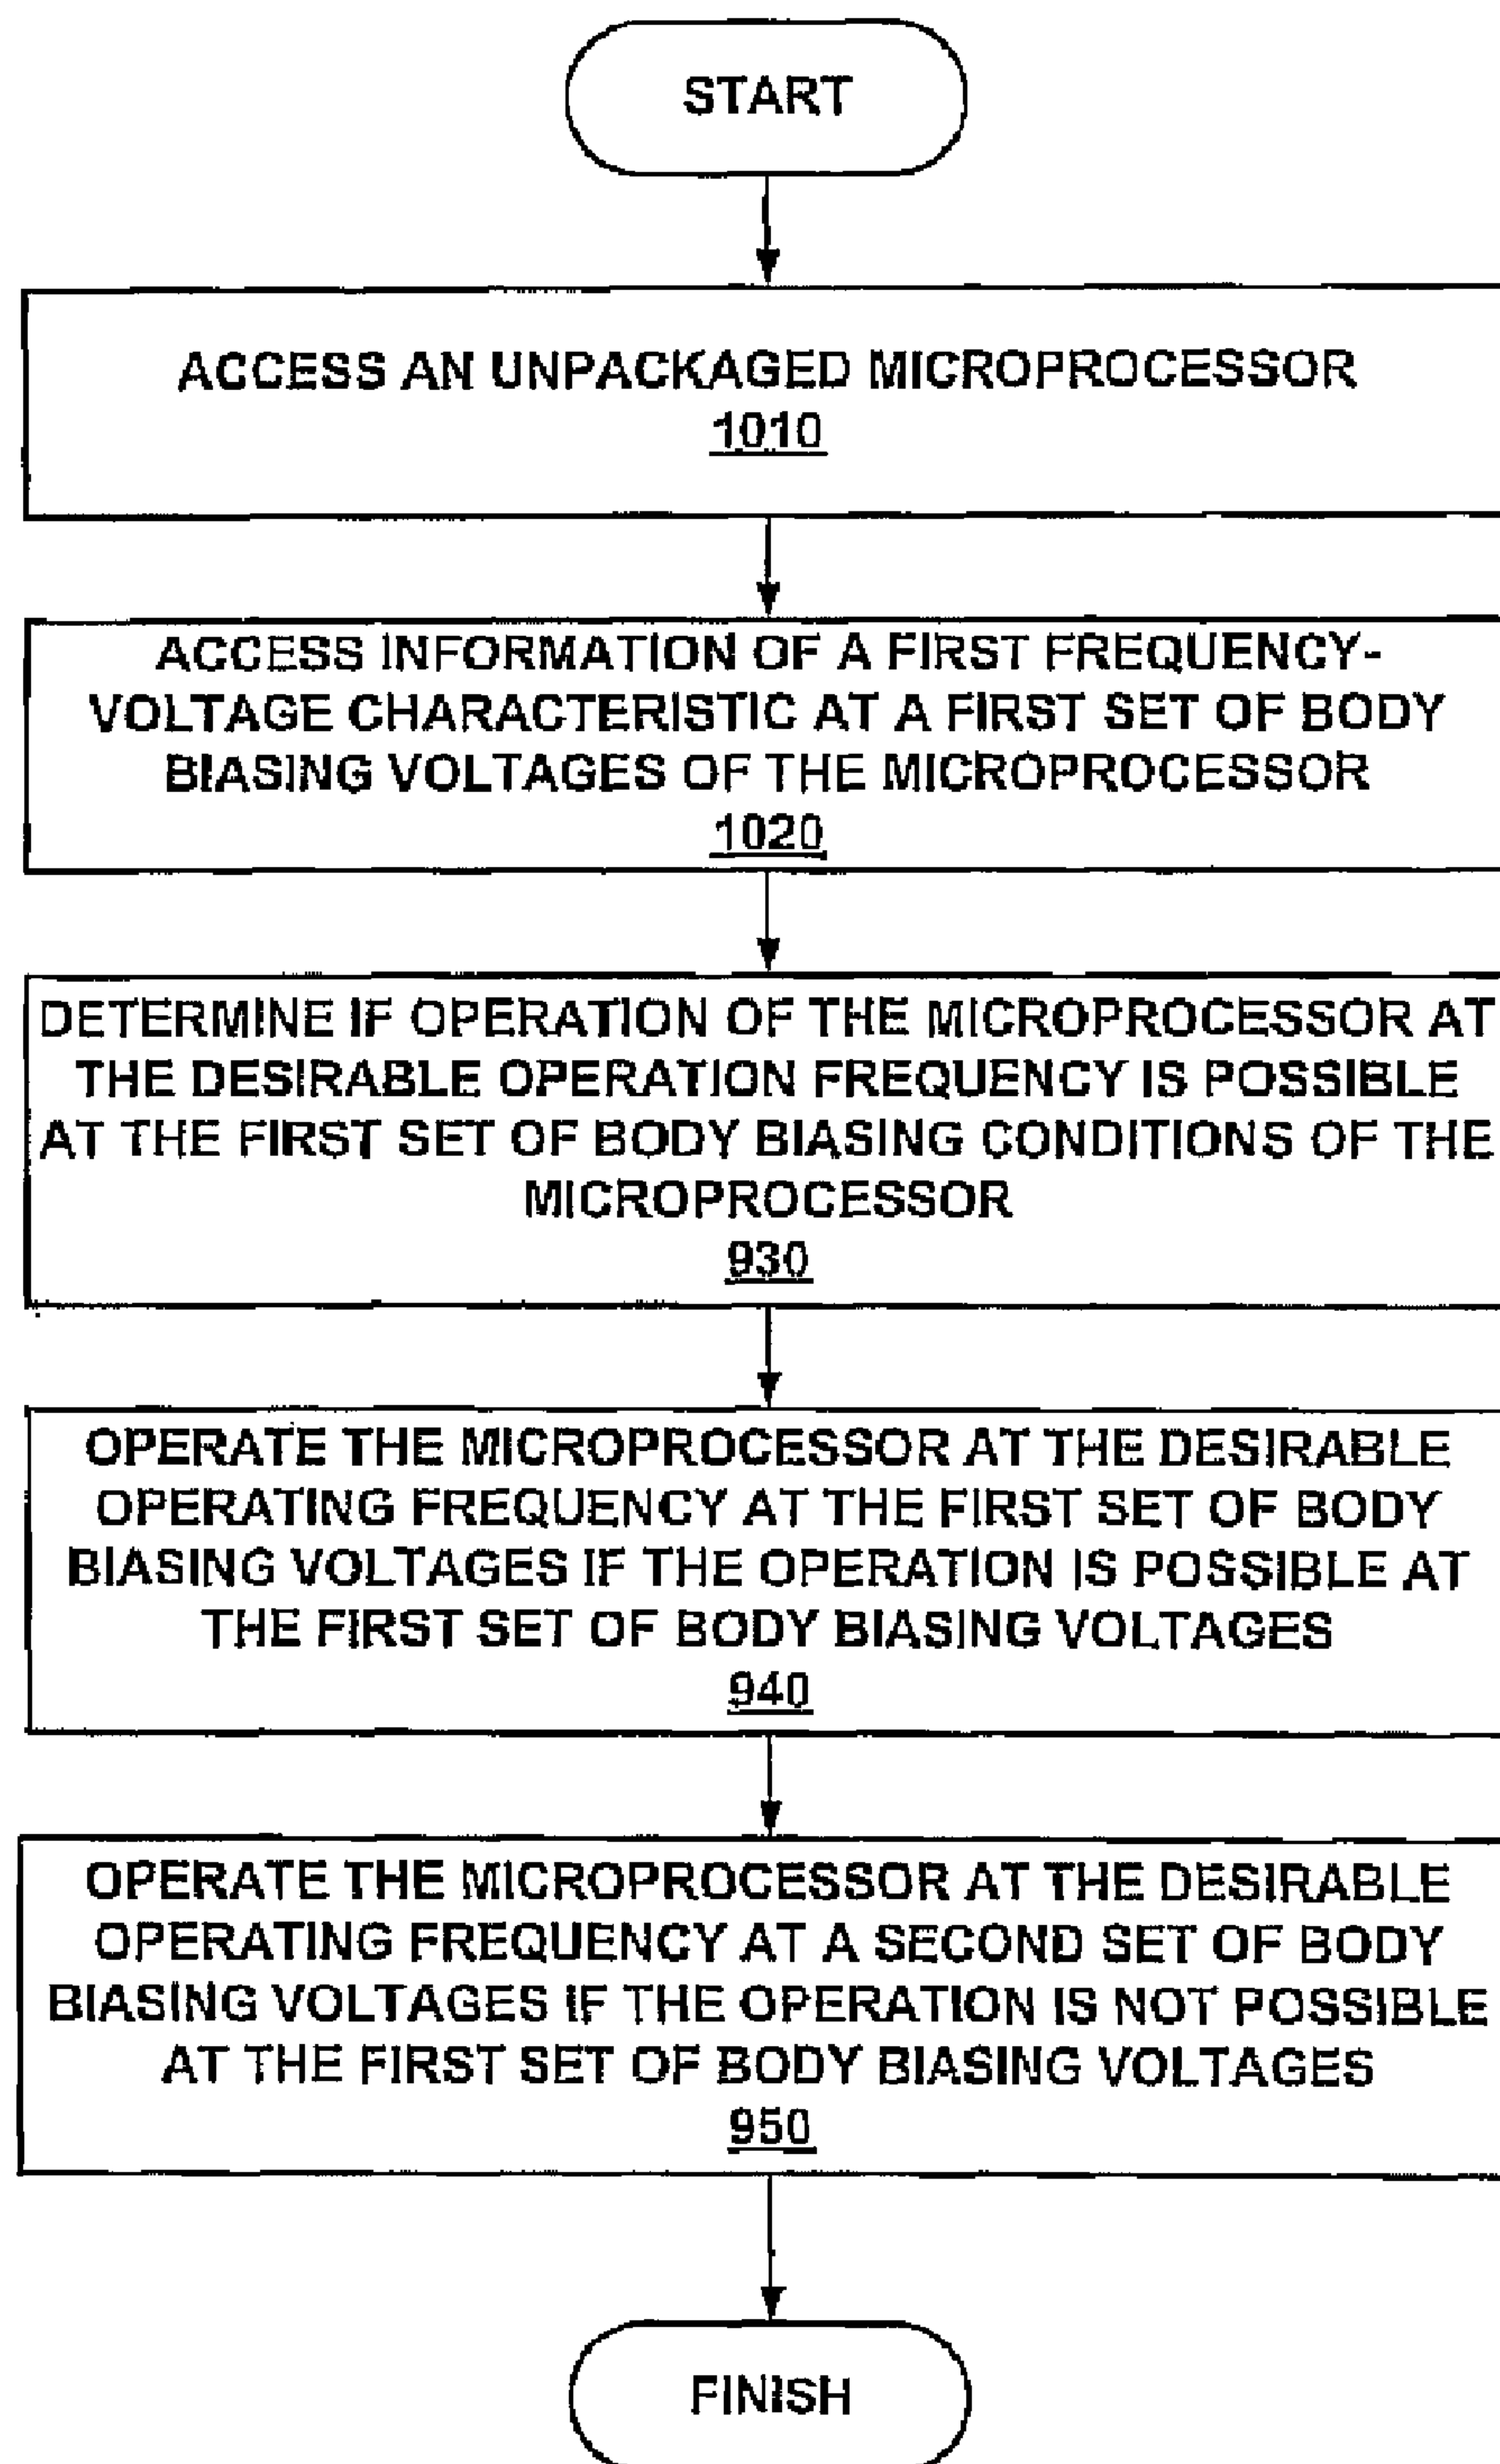 START
ACCESS AN UNPACKAGED MICROPROCESSOR
1010
ACCESS INFORMATION OF A FIRST FREQUENCY-
VOLTAGE CHARACTERISTIC AT A FIRST SET OF BODY
BIASING VOLTAGES OF THE MICROPROCESSOR
1020
DETERMINE IF OPERATION OF THE MICROPROCESSOR AT
THE DESIRABLE OPERATION FREQUENCY IS POSSIBLE
AT THE FIRST SET OF BODY BIASING CONDITIONS OF THE
MICROPROCESSOR
930
OPERATE THE MICROPROCESSOR AT THE DESIRABLE
OPERATING FREQUENCY AT THE FIRST SET OF BODY
BIASING VOLTAGES IF THE OPERATION IS POSSIBLE AT
THE FIRST SET OF BODY BIASING VOLTAGES
940
OPERATE THE MICROPROCESSOR AT THE DESIRABLE
OPERATING FREQUENCY AT A SECOND SET OF BODY
BIASING VOLTAGES IF THE OPERATION IS NOT POSSIBLE
AT THE FIRST SET OF BODY BIASING VOLTAGES
950
FINISH